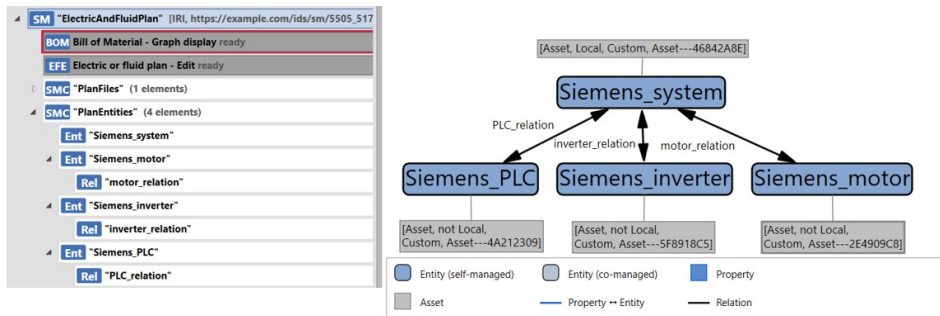 SM "ElectricAndFluidPlan" [IRI, https://example.com/ids/sm/5505_517
BOM Bill of Material - Graph display ready
EFE Electric or fluid plan - Edit ready
SMC "PlanFiles" (1 elements)
SMC "PlanEntities" (4 elements)
Ent "Siemens_system"
Ent "Siemens_motor"
Rel "motor_relation"
Ent "Siemens_inverter"
Rel "inverter_relation"
Ent "Siemens_PLC"
Rel "PLC_relation"
[Asset, Local, Custom, Asset---46842A8E]
Siemens_system
PLC_relation
inverter_relation
motor_relation
Siemens_PLC
Siemens_inverter
Siemens_motor
[Asset, not Local,
Custom, Asset---4A212309]
[Asset, not Local,
Custom, Asset---5F8918C5]
[Asset, not Local,
Custom, Asset---2E4909C8]
Entity (self-managed)
Entity (co-managed)
Property
Asset
Property ↔ Entity
Relation